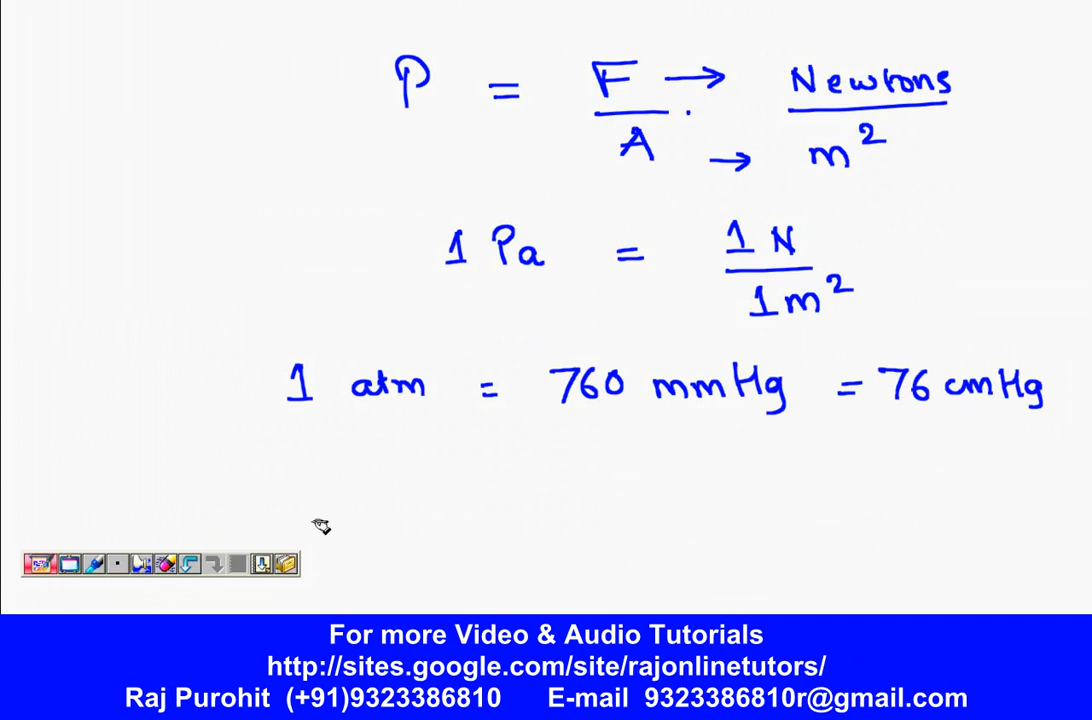 P = F/A → Newtons / → m²
1 Pa = 1 N / 1 m²
1 atm = 760 mmHg = 76 cmHg
For more Video & Audio Tutorials
http://sites.google.com/site/rajonlinetutors/
Raj Purohit (+91)9323386810 E-mail 9323386810r@gmail.com